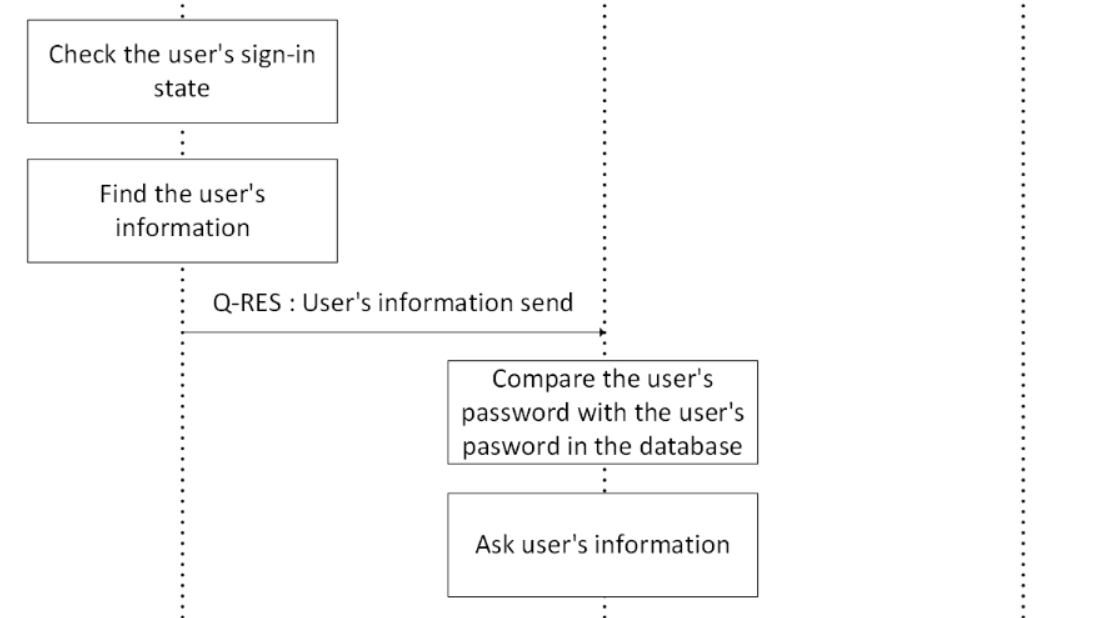 Check the user's sign-in
state
Find the user's
information
Q-RES : User's information send
Compare the user's
password with the user's
pasword in the database
Ask user's information